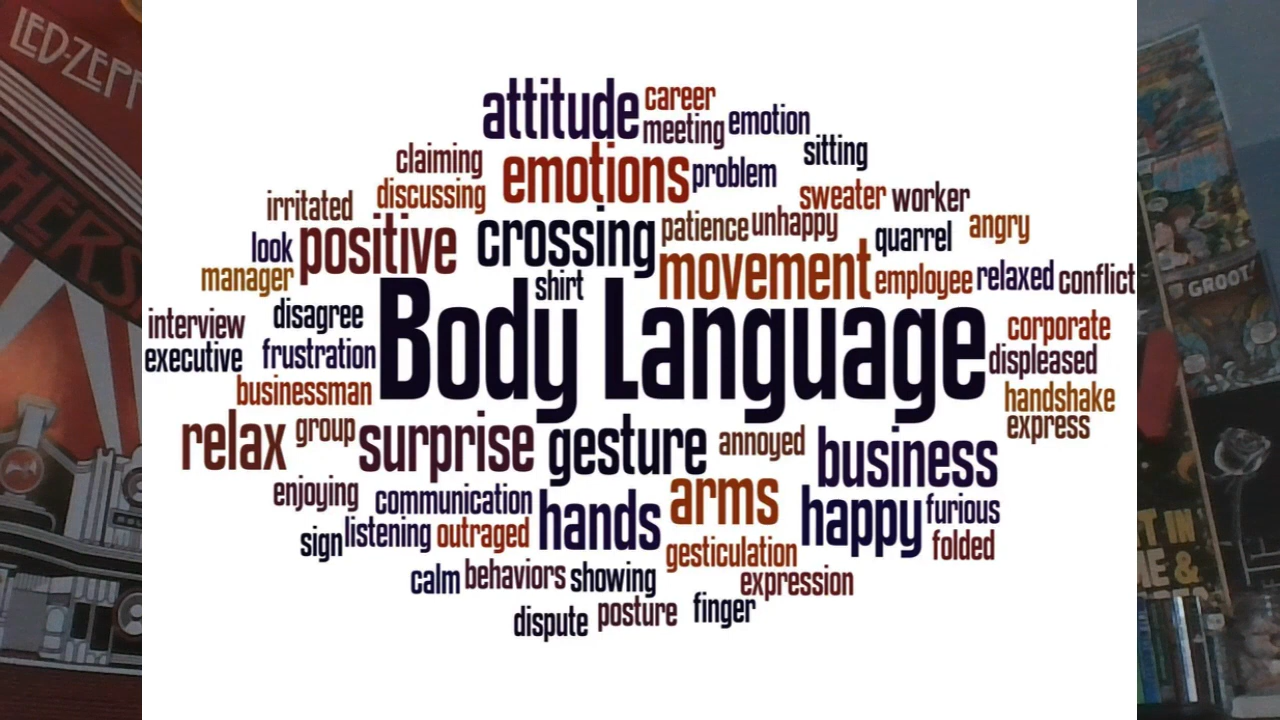 LED-ZEPP
THERS
GROOT
attitude
career
meeting
emotion
claiming
emotions
problem
sitting
irritated
discussing
sweater
worker
look
positive
crossing
patience
unhappy
quarrel
angry
manager
shirt
movement
employee
relaxed
conflict
interview
disagree
Body Language
corporate
executive
frustration
displeased
businessman
handshake
express
relax
group
surprise
gesture
annoyed
business
enjoying
communication
hands
arms
happy
furious
sign
listening
outraged
gesticulation
folded
calm
behaviors
showing
expression
dispute
posture
finger